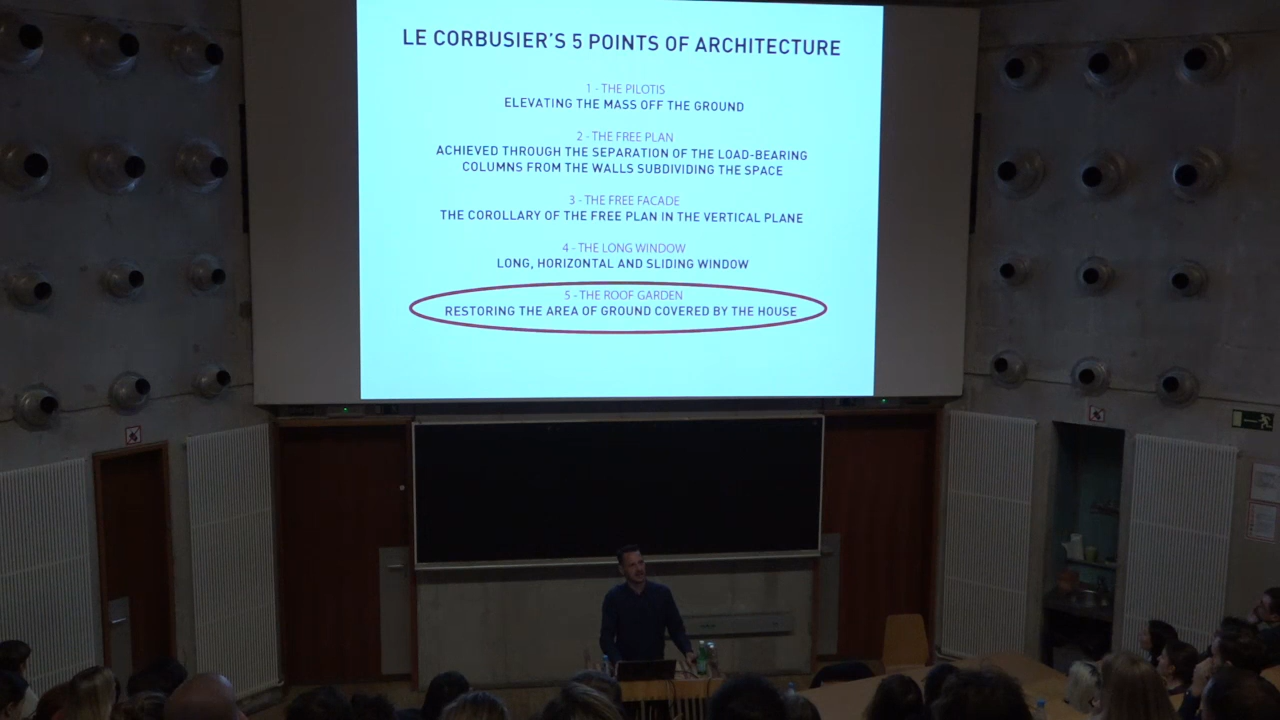 LE CORBUSIER'S 5 POINTS OF ARCHITECTURE
1 - THE PILOTIS
ELEVATING THE MASS OFF THE GROUND
2 - THE FREE PLAN
ACHIEVED THROUGH THE SEPARATION OF THE LOAD-BEARING
COLUMNS FROM THE WALLS SUBDIVIDING THE SPACE
3 - THE FREE FACADE
THE COROLLARY OF THE FREE PLAN IN THE VERTICAL PLANE
4 - THE LONG WINDOW
LONG, HORIZONTAL AND SLIDING WINDOW
5 - THE ROOF GARDEN
RESTORING THE AREA OF GROUND COVERED BY THE HOUSE